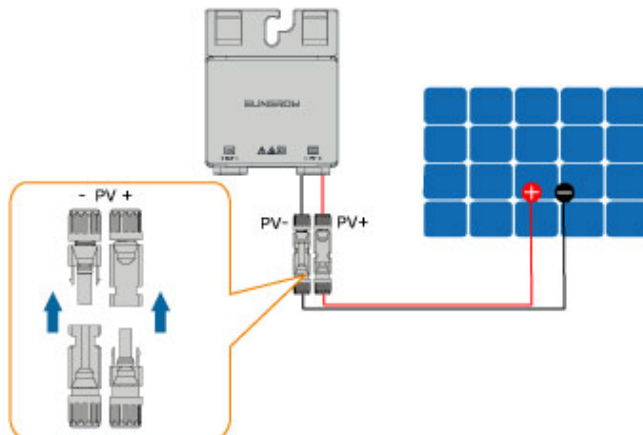 SUNGROW
- PV +
PV-
PV+
+
−